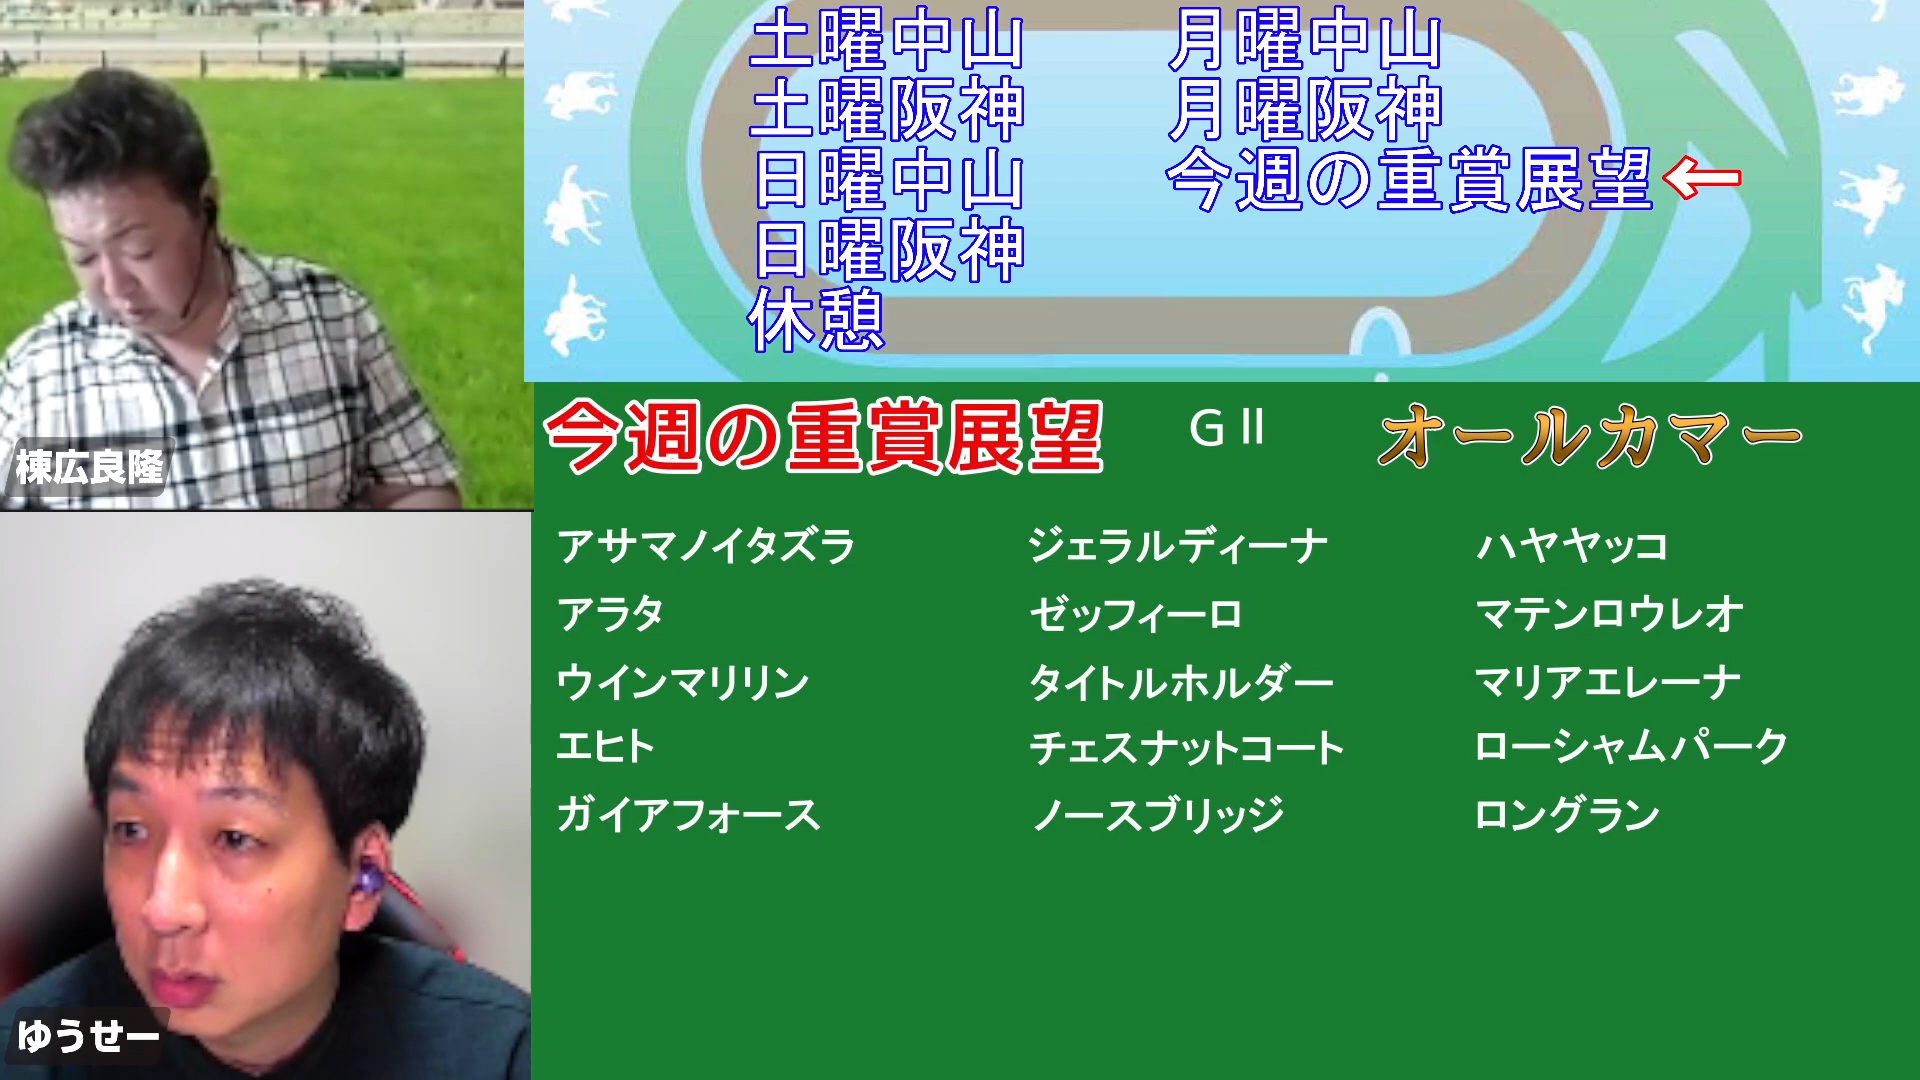 土曜中山
土曜阪神
日曜中山
日曜阪神
休憩
月曜中山
月曜阪神
今週の重賞展望←
棟広良隆
ゆうせー
今週の重賞展望
GⅡ
オールカマー
アサマノイタズラ
アラタ
ウインマリリン
エヒト
ガイアフォース
ジェラルディーナ
ゼッフィーロ
タイトルホルダー
チェスナットコート
ノースブリッジ
ハヤヤッコ
マテンロウレオ
マリアエレーナ
ローシャムパーク
ロングラン